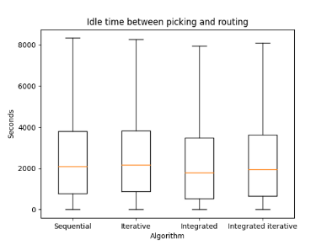 Idle time between picking and routing
8000
6000
4000
2000
0
Seconds
Sequential Iterative Integrated Integrated iterative
Algorithm